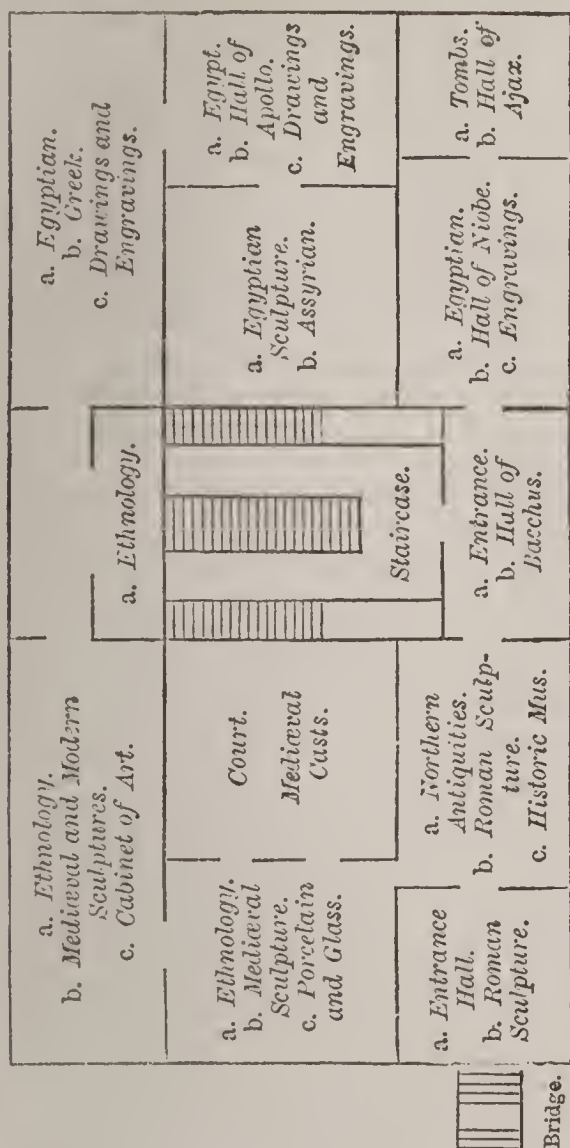 a. Ethnology.
b. Mediæval and Modern
Sculptures.
c. Cabinet of Art.
a. Ethnology.
a. Egyptian.
b. Greek.
c. Drawings and
Engravings.
a. Ethnology.
b. Mediæval
Sculpture.
c. Porcelain
and Glass.
Court.
Mediæval
Casts.
Staircase.
a. Egyptian
Sculpture.
b. Assyrian.
a. Egypt.
b. Hall of
Apollo.
c. Drawings
and
Engravings.
a. Entrance
Hall.
b. Roman
Sculpture.
a. Northern
Antiquities.
b. Roman Sculp-
ture.
c. Historic Mus.
a. Entrance.
b. Hall of
Bacchus.
a. Egyptian.
b. Hall of Niobe.
c. Engravings.
a. Tombs.
b. Hall of
Ajax.
Bridge.